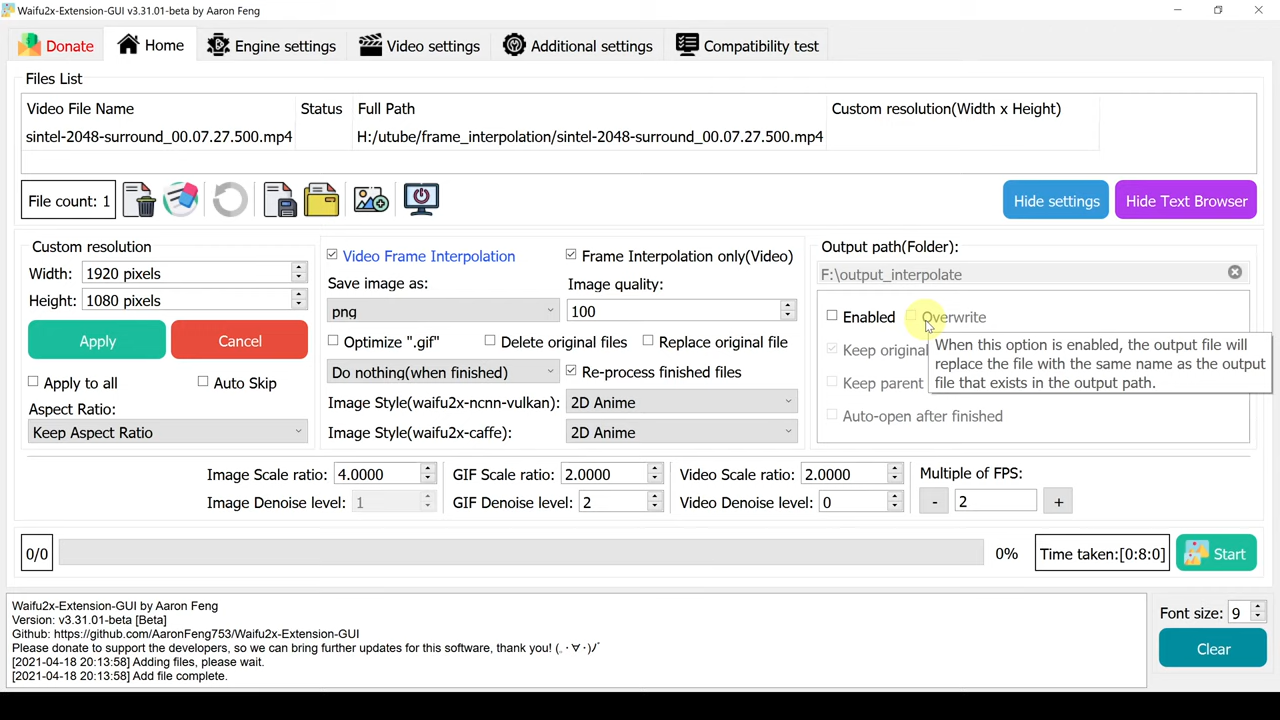 Waifu2x-Extension-GUI v3.31.01-beta by Aaron Feng
Donate
Home
Engine settings
Video settings
Additional settings
Compatibility test
Files List
Video File Name
Status
Full Path
Custom resolution(Width x Height)
sintel-2048-surround_00.07.27.500.mp4
H:/utube/frame_interpolation/sintel-2048-surround_00.07.27.500.mp4
File count: 1
Hide settings
Hide Text Browser
Custom resolution
Width:
1920 pixels
Height:
1080 pixels
Apply
Cancel
Apply to all
Auto Skip
Aspect Ratio:
Keep Aspect Ratio
Video Frame Interpolation
Frame Interpolation only(Video)
Save image as:
Image quality:
png
100
Optimize ".gif"
Delete original files
Replace original file
Do nothing(when finished)
Re-process finished files
Image Style(waifu2x-ncnn-vulkan):
2D Anime
Image Style(waifu2x-caffe):
2D Anime
Output path(Folder):
F:\output_interpolate
Enabled
Overwrite
Keep original
Keep parent
Auto-open after finished
When this option is enabled, the output file will
replace the file with the same name as the output
file that exists in the output path.
Image Scale ratio:
4.0000
GIF Scale ratio:
2.0000
Video Scale ratio:
2.0000
Multiple of FPS:
Image Denoise level:
1
GIF Denoise level:
2
Video Denoise level:
0
-
2
+
0/0
0%
Time taken:[0:8:0]
Start
Waifu2x-Extension-GUI by Aaron Feng
Version: v3.31.01-beta [Beta]
Github: https://github.com/AaronFeng753/Waifu2x-Extension-GUI
Please donate to support the developers, so we can bring further updates for this software, thank you! (｡･∀･)ﾉﾞ
[2021-04-18 20:13:58] Adding files, please wait.
[2021-04-18 20:13:58] Add file complete.
Font size:
9
Clear